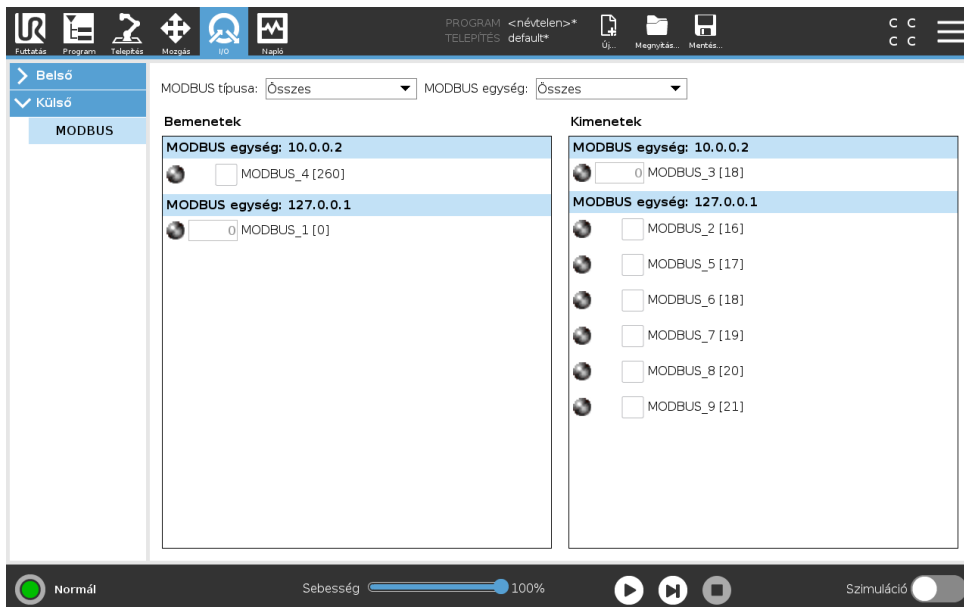 PROGRAM <névtelen>*
TELEPÍTÉS default*
C C
C C
Futtatás Program Telepítés Mozgás I/O Napló Új... Megnyitás... Mentés...
Belső
Külső
MODBUS
MODBUS típusa: Összes MODBUS egység: Összes
Bemenetek
MODBUS egység: 10.0.0.2
MODBUS_4 [260]
MODBUS egység: 127.0.0.1
0 MODBUS_1 [0]
Kimenetek
MODBUS egység: 10.0.0.2
0 MODBUS_3 [18]
MODBUS egység: 127.0.0.1
MODBUS_2 [16]
MODBUS_5 [17]
MODBUS_6 [18]
MODBUS_7 [19]
MODBUS_8 [20]
MODBUS_9 [21]
Normál Sebesség 100% Szimuláció